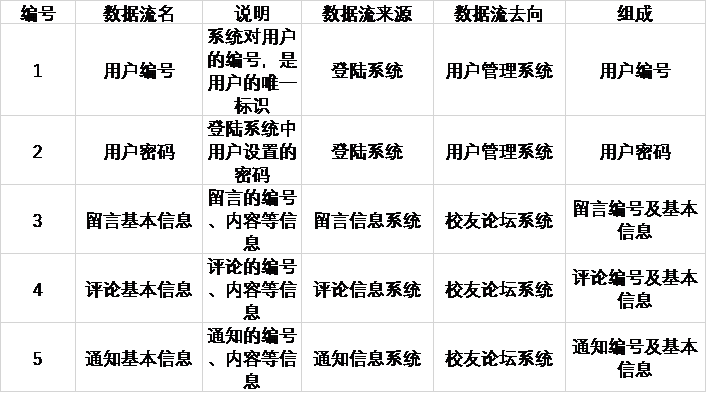 编号 数据流名 说明 数据流来源 数据流去向 组成
1 用户编号 系统对用户的编号，是用户的唯一标识 登陆系统 用户管理系统 用户编号
2 用户密码 登陆系统中用户设置的密码 登陆系统 用户管理系统 用户密码
3 留言基本信息 留言的编号、内容等信息 留言信息系统 校友论坛系统 留言编号及基本信息
4 评论基本信息 评论的编号、内容等信息 评论信息系统 校友论坛系统 评论编号及基本信息
5 通知基本信息 通知的编号、内容等信息 通知信息系统 校友论坛系统 通知编号及基本信息